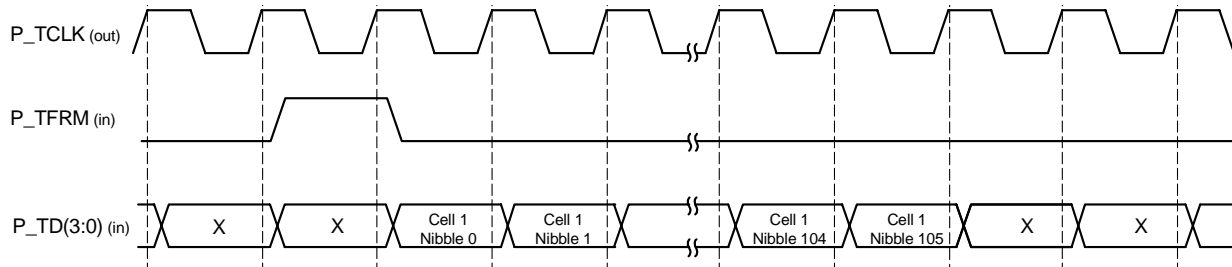 P_TCLK (out)
P_TFRM (in)
P_TD(3:0) (in)
X
X
Cell 1
Nibble 0
Cell 1
Nibble 1
Cell 1
Nibble 104
Cell 1
Nibble 105
X
X